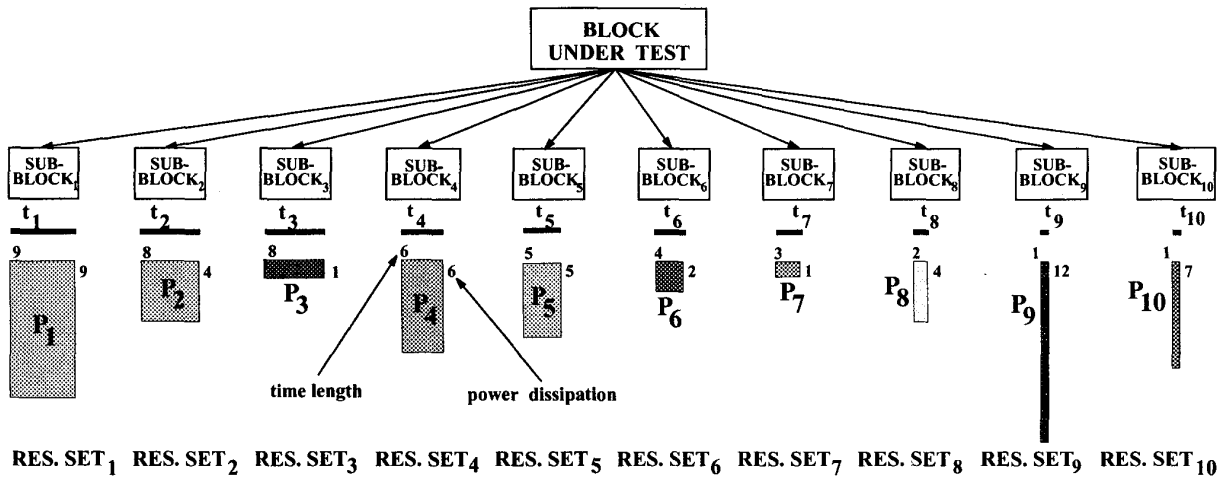 BLOCK
UNDER TEST
SUB-BLOCK1 SUB-BLOCK2 SUB-BLOCK3 SUB-BLOCK4 SUB-BLOCK5 SUB-BLOCK6 SUB-BLOCK7 SUB-BLOCK8 SUB-BLOCK9 SUB-BLOCK10
t1 t2 t3 t4 t5 t6 t7 t8 t9 t10
9 9 8 4 8 1 6 6 5 5 4 2 3 1 2 4 1 12 1 7
P1 P2 P3 P4 P5 P6 P7 P8 P9 P10
time length power dissipation
RES. SET1 RES. SET2 RES. SET3 RES. SET4 RES. SET5 RES. SET6 RES. SET7 RES. SET8 RES. SET9 RES. SET10